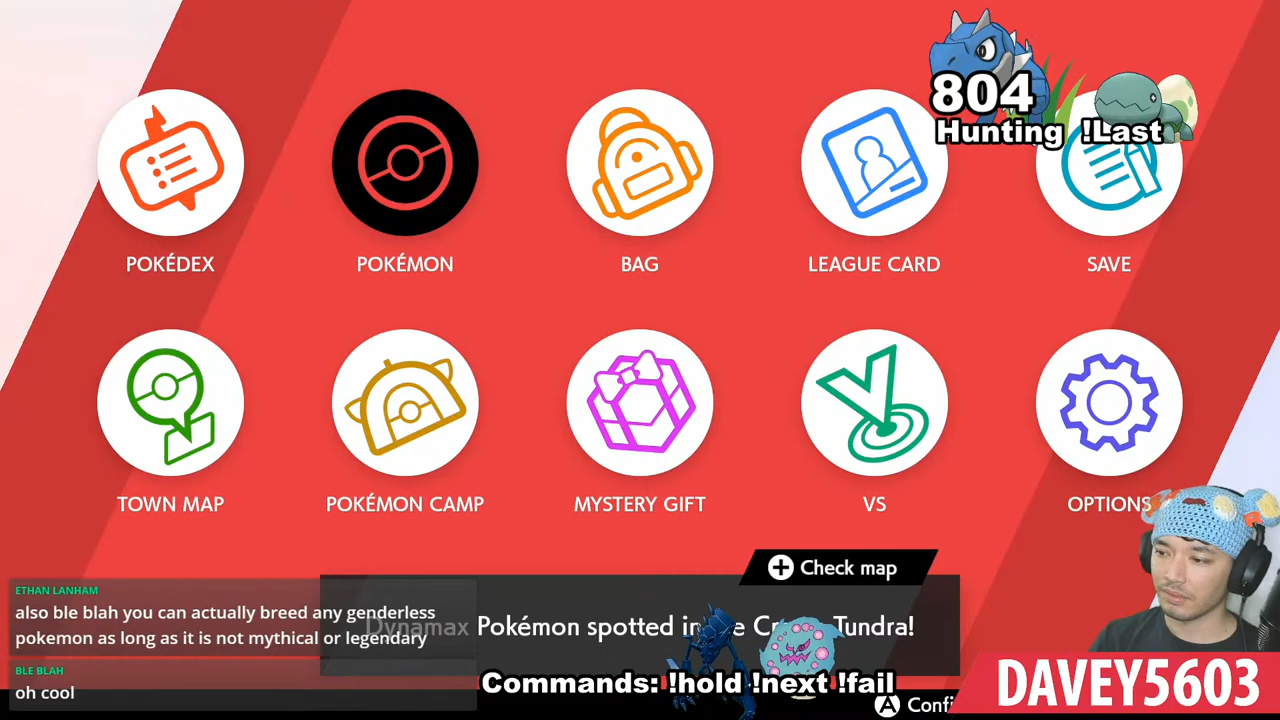 804
Hunting !Last
POKÉDEX
POKÉMON
BAG
LEAGUE CARD
SAVE
TOWN MAP
POKÉMON CAMP
MYSTERY GIFT
VS
OPTIONS
+ Check map
ETHAN LANHAM
also ble blah you can actually breed any genderless
pokemon as long as it is not mythical or legendary
Dynamax Pokémon spotted in Tundra!
BLE BLAH
oh cool
Commands: !hold !next !fail
A Confi
DAVEY5603